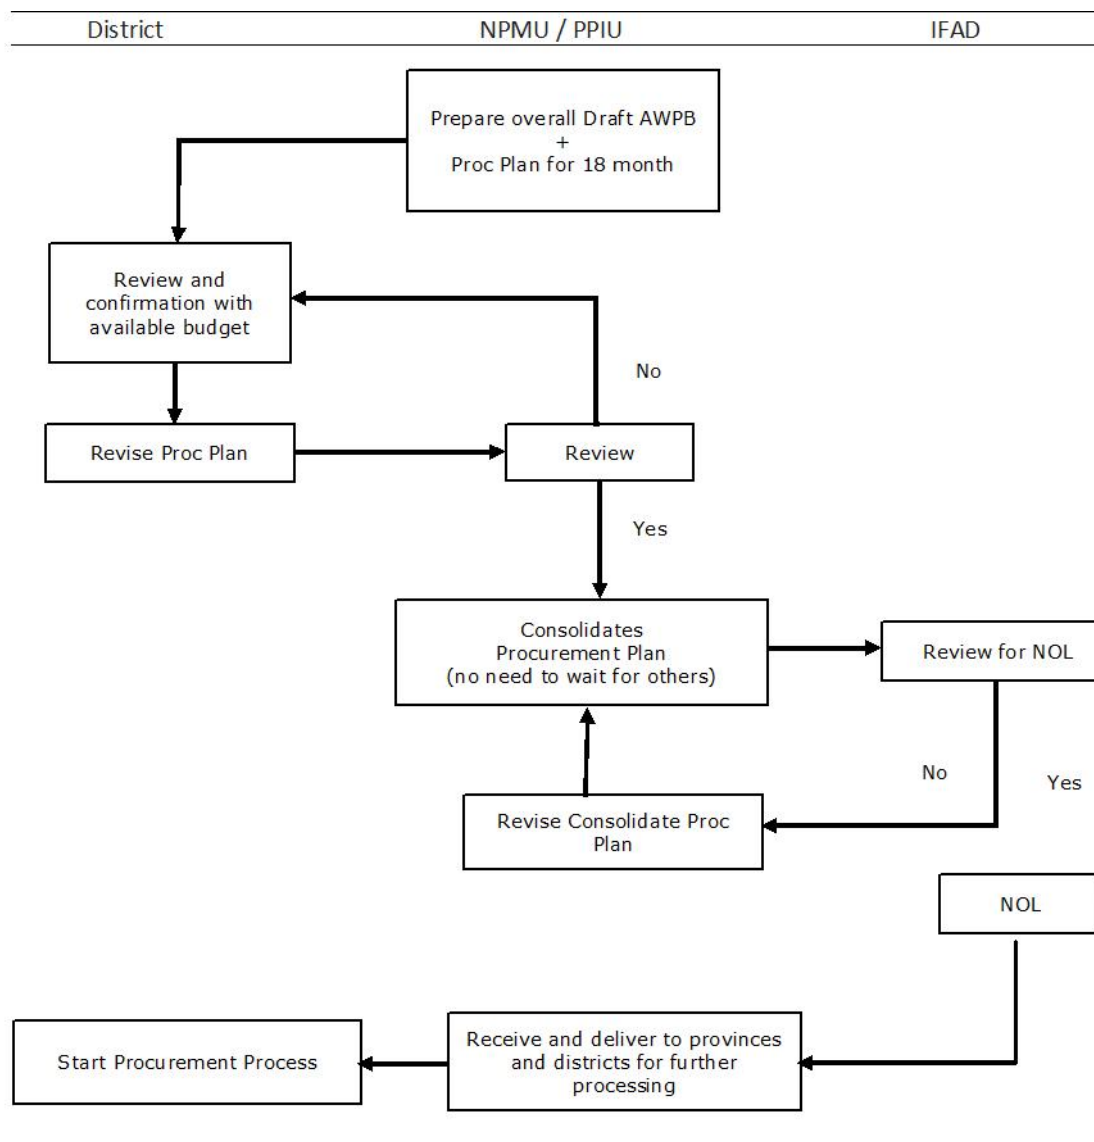 District
NPMU / PPIU
IFAD
Prepare overall Draft AWPB
+
Proc Plan for 18 month
Review and
confirmation with
available budget
No
Revise Proc Plan
Review
Yes
Consolidates
Procurement Plan
(no need to wait for others)
Review for NOL
No
Yes
Revise Consolidate Proc
Plan
NOL
Receive and deliver to provinces
and districts for further
processing
Start Procurement Process